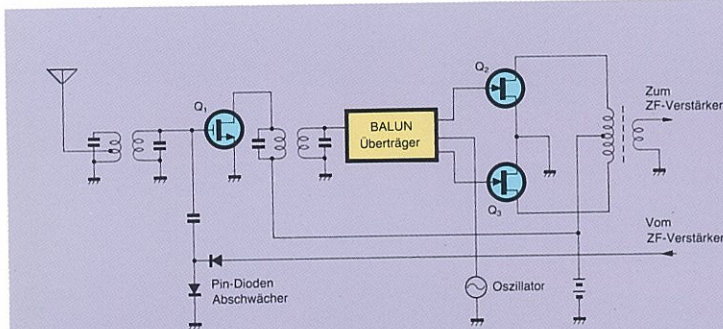 Q₁
Q₂
Q₃
BALUN
Überträger
Zum
ZF-Verstärker
Vom
ZF-Verstärker
Pin-Dioden
Abschwächer
Oszillator